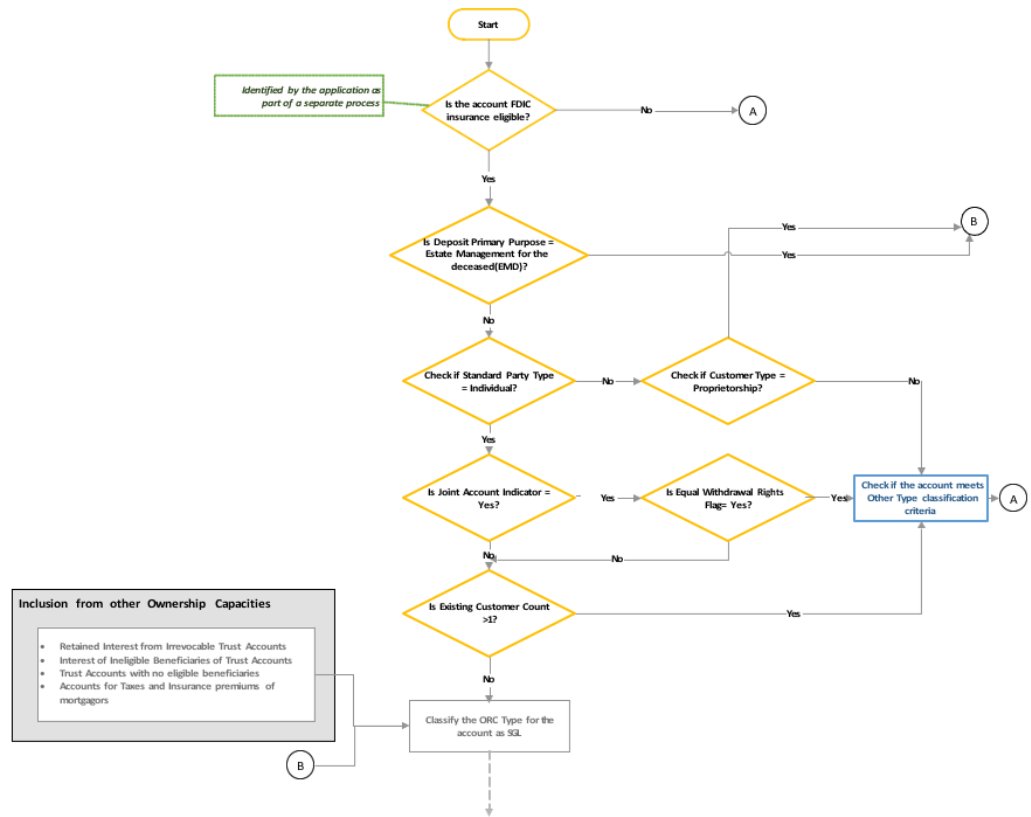 Start
Identified by the application as
part of a separate process
Is the account FDIC
insurance eligible?
No
A
Yes
B
Yes
Is Deposit Primary Purpose =
Estate Management for the
deceased(EMD)?
Yes
No
Check if Standard Party Type
= Individual?
No
Check if Customer Type =
Proprietorship?
No
Yes
Is Joint Account Indicator =
Yes?
Yes
Is Equal Withdrawal Rights
Flag= Yes?
Yes
Check if the account meets
Other Type classification
criteria
A
No
No
Is Existing Customer Count
>1?
Yes
Inclusion from other Ownership Capacities
• Retained Interest from Irrevocable Trust Accounts
• Interest of Ineligible Beneficiaries of Trust Accounts
• Trust Accounts with no eligible beneficiaries
• Accounts for Taxes and Insurance premiums of
mortgagors
No
Classify the ORC Type for the
account as SGL
B